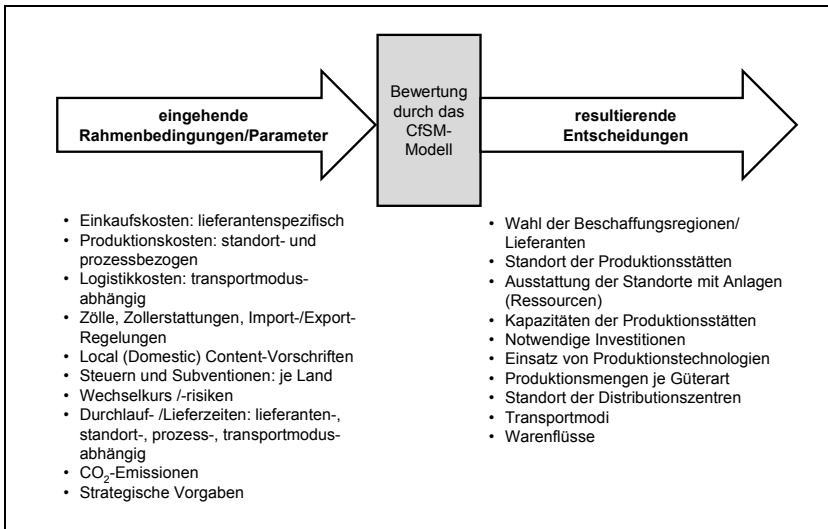 eingehende
Rahmenbedingungen/Parameter
Bewertung
durch das
CfSM-
Modell
resultierende
Entscheidungen
• Einkaufskosten: lieferantenspezifisch
• Produktionskosten: standort- und
prozessbezogen
• Logistikkosten: transportmodus-
abhängig
• Zölle, Zollerstattungen, Import-/Export-
Regelungen
• Local (Domestic) Content-Vorschriften
• Steuern und Subventionen: je Land
• Wechselkurs /-risiken
• Durchlauf- /Lieferzeiten: lieferanten-,
standort-, prozess-, transportmodus-
abhängig
• CO₂-Emissionen
• Strategische Vorgaben
• Wahl der Beschaffungsregionen/
Lieferanten
• Standort der Produktionsstätten
• Ausstattung der Standorte mit Anlagen
(Ressourcen)
• Kapazitäten der Produktionsstätten
• Notwendige Investitionen
• Einsatz von Produktionstechnologien
• Produktionsmengen je Güterart
• Standort der Distributionszentren
• Transportmodi
• Warenflüsse